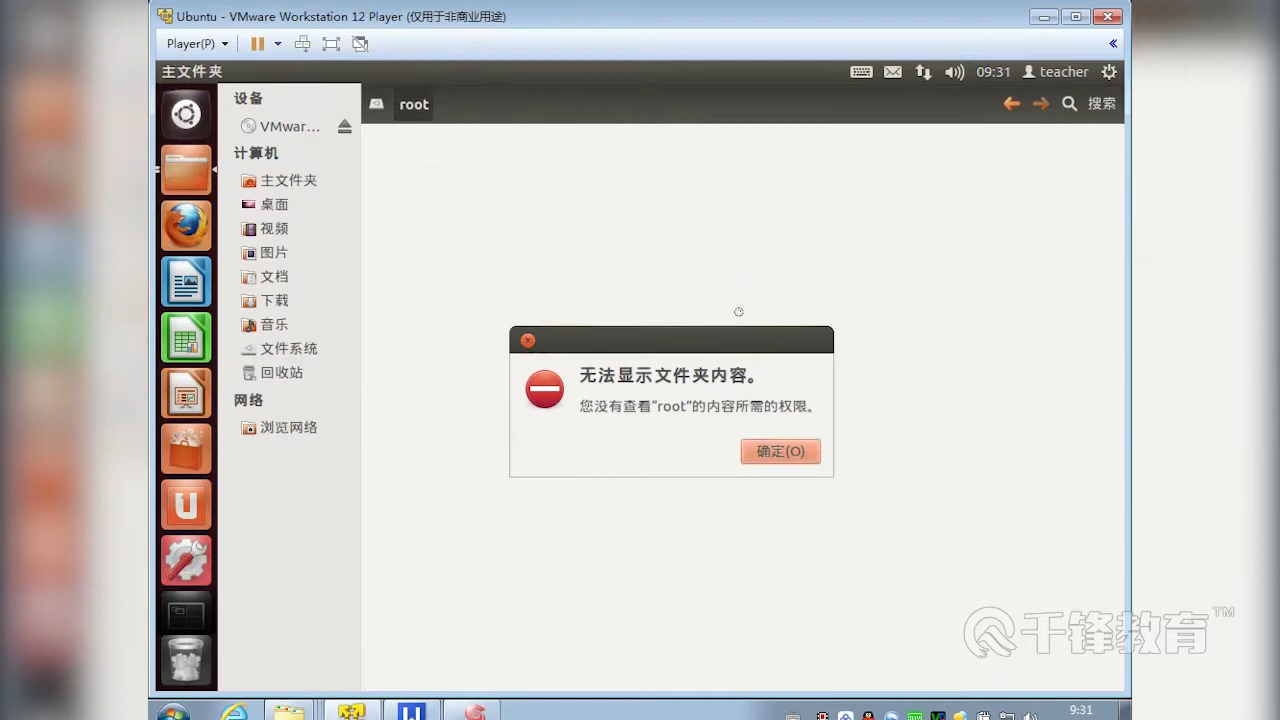 Ubuntu - VMware Workstation 12 Player (仅用于非商业用途)
Player(P)
主文件夹
09:31
teacher
设备
root
搜索
VMwar...
计算机
主文件夹
桌面
视频
图片
文档
下载
音乐
文件系统
回收站
网络
浏览网络
无法显示文件夹内容。
您没有查看“root”的内容所需的权限。
确定(O)
千锋教育™
9:31